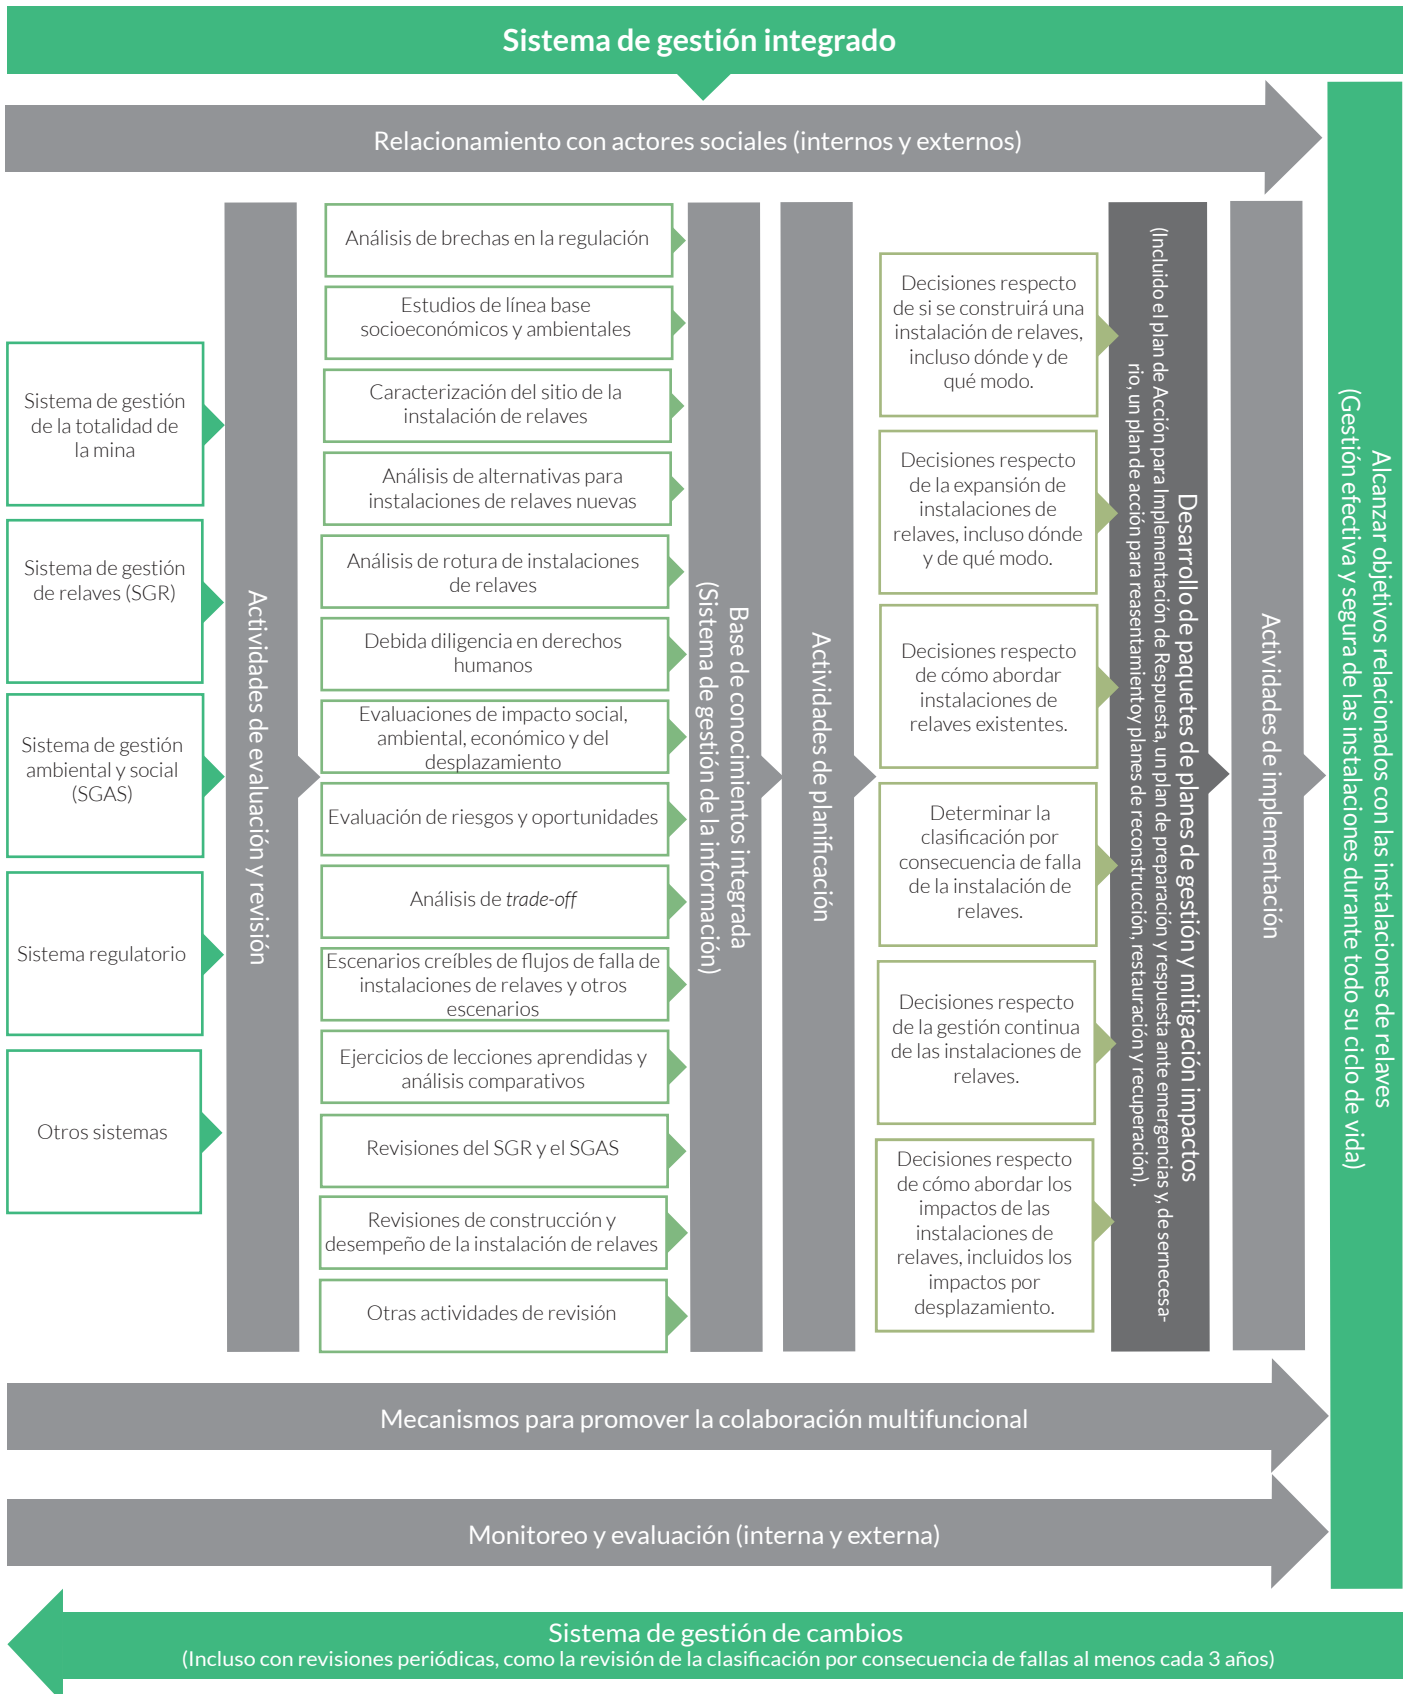 Sistema de gestión integrado
Relacionamiento con actores sociales (internos y externos)
Sistema de gestión
de la totalidad de
la mina
Sistema de gestión
de relaves (SGR)
Sistema de gestión
ambiental y social
(SGAS)
Sistema regulatorio
Otros sistemas
Actividades de evaluación y revisión
Análisis de brechas en la regulación
Estudios de línea base
socioeconómicos y ambientales
Caracterización del sitio de la
instalación de relaves
Análisis de alternativas para
instalaciones de relaves nuevas
Análisis de rotura de instalaciones
de relaves
Debida diligencia en derechos
humanos
Evaluaciones de impacto social,
ambiental, económico y del
desplazamiento
Evaluación de riesgos y oportunidades
Análisis de trade-off
Escenarios creíbles de flujos de falla de
instalaciones de relaves y otros
escenarios
Ejercicios de lecciones aprendidas y
análisis comparativos
Revisiones del SGR y el SGAS
Revisiones de construcción y
desempeño de la instalación de relaves
Otras actividades de revisión
Base de conocimientos integrada
(Sistema de gestión de la información)
Actividades de planificación
Decisiones respecto
de si se construirá una
instalación de relaves,
incluso dónde y de
qué modo.
Decisiones respecto
de la expansión de
instalaciones de
relaves, incluso dónde
y de qué modo.
Decisiones respecto
de cómo abordar
instalaciones de
relaves existentes.
Determinar la
clasificación por
consecuencia de falla
de la instalación de
relaves.
Decisiones respecto
de la gestión continua
de las instalaciones de
relaves.
Decisiones respecto
de cómo abordar los
impactos de las
instalaciones de
relaves, incluidos los
impactos por
desplazamiento.
Desarrollo de paquetes de planes de gestión y mitigación impactos
(Incluido el plan de Acción para Implementación de Respuesta, un plan de preparación y respuesta ante emergencias y, de sernecesa-
rio, un plan de acción para reasentamiento y planes de reconstrucción, restauración y recuperación).
Actividades de implementación
Alcanzar objetivos relacionados con las instalaciones de relaves
(Gestión efectiva y segura de las instalaciones durante todo su ciclo de vida)
Mecanismos para promover la colaboración multifuncional
Monitoreo y evaluación (interna y externa)
Sistema de gestión de cambios
(Incluso con revisiones periódicas, como la revisión de la clasificación por consecuencia de fallas al menos cada 3 años)